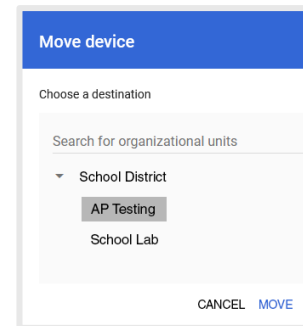 Move device
Choose a destination
Search for organizational units
School District
AP Testing
School Lab
CANCEL MOVE